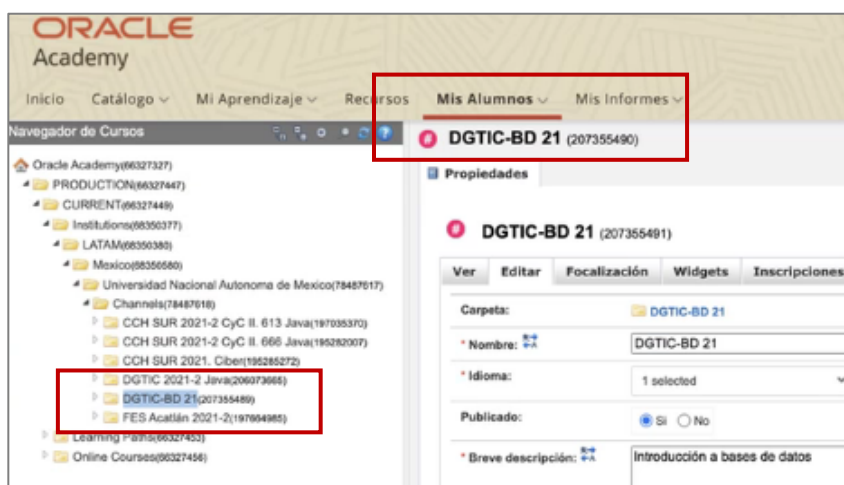 ORACLE
Academy
Inicio Catálogo Mi Aprendizaje Recursos Mis Alumnos Mis Informes
Navegador de Cursos
Oracle Academy(66327327)
PRODUCTION(66327447)
CURRENT(66327449)
Institutions(68350377)
LATAM(68350380)
Mexico(68350580)
Universidad Nacional Autonoma de Mexico(78487617)
Channels(78487618)
CCH SUR 2021-2 CyC II. 613 Java(197035370)
CCH SUR 2021-2 CyC II. 666 Java(195282007)
CCH SUR 2021. Ciber(195285272)
DGTIC 2021-2 Java(206073665)
DGTIC-BD 21(207355489)
FES Acatlán 2021-2(197664985)
Learning Paths(66327453)
Online Courses(66327456)
DGTIC-BD 21 (207355490)
Propiedades
DGTIC-BD 21 (207355491)
Ver Editar Focalización Widgets Inscripciones
Carpeta: DGTIC-BD 21
* Nombre: DGTIC-BD 21
* Idioma: 1 selected
Publicado: Si No
* Breve descripción: Introducción a bases de datos